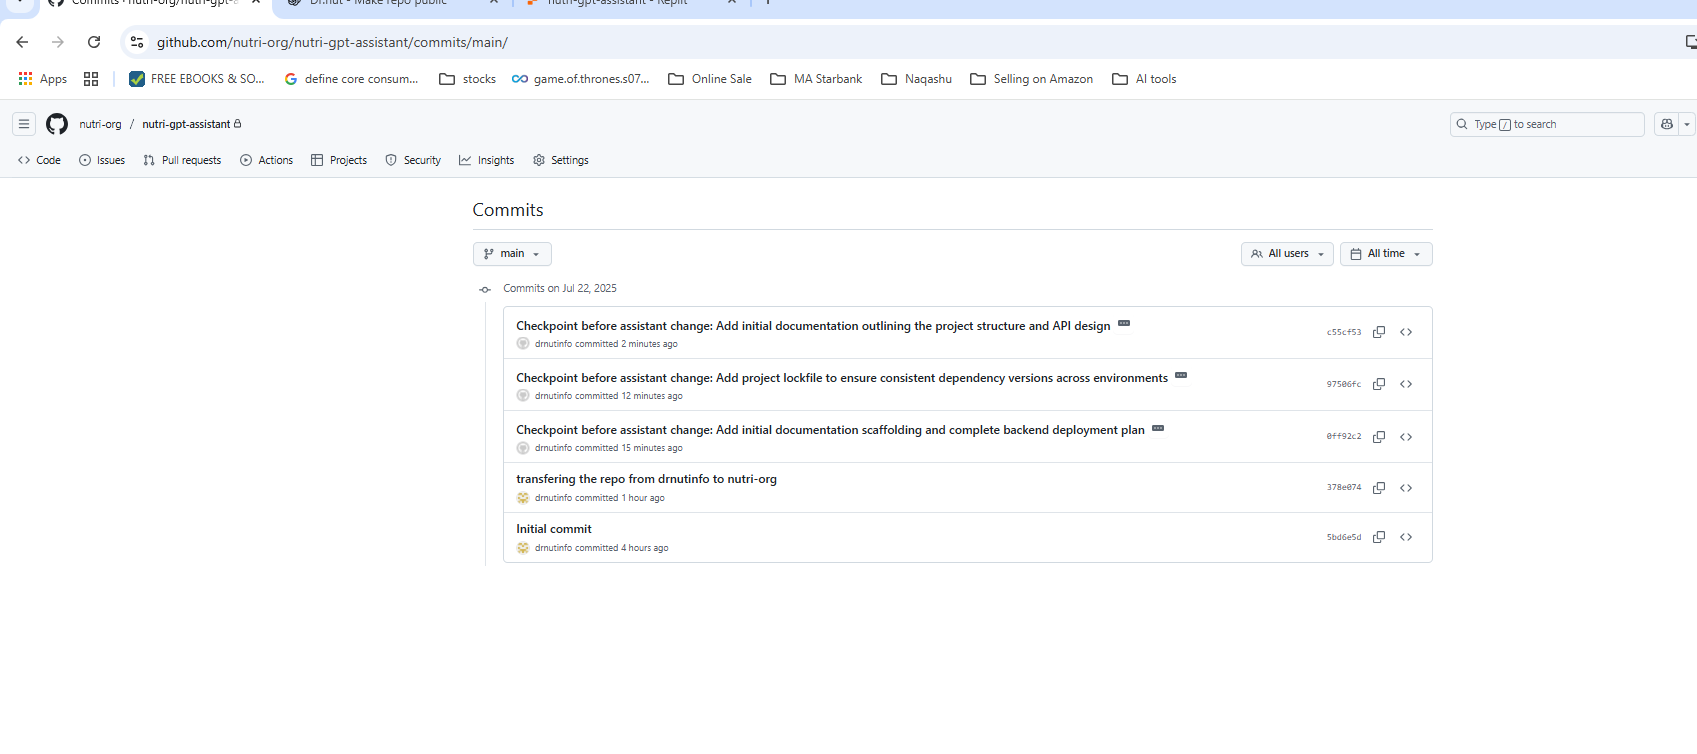 Commits · nutri-org/nutri-gpt-a
Dr.nut - Make repo public
nutri-gpt-assistant - Replit
github.com/nutri-org/nutri-gpt-assistant/commits/main/
Apps
FREE EBOOKS & SO...
define core consum...
stocks
game.of.thrones.s07...
Online Sale
MA Starbank
Naqashu
Selling on Amazon
AI tools
nutri-org / nutri-gpt-assistant
Type / to search
Code
Issues
Pull requests
Actions
Projects
Security
Insights
Settings
Commits
main
All users
All time
Commits on Jul 22, 2025
Checkpoint before assistant change: Add initial documentation outlining the project structure and API design
c55cf53
drnutinfo committed 2 minutes ago
Checkpoint before assistant change: Add project lockfile to ensure consistent dependency versions across environments
97506fc
drnutinfo committed 12 minutes ago
Checkpoint before assistant change: Add initial documentation scaffolding and complete backend deployment plan
0ff92c2
drnutinfo committed 15 minutes ago
transfering the repo from drnutinfo to nutri-org
378e074
drnutinfo committed 1 hour ago
Initial commit
5bd6e5d
drnutinfo committed 4 hours ago